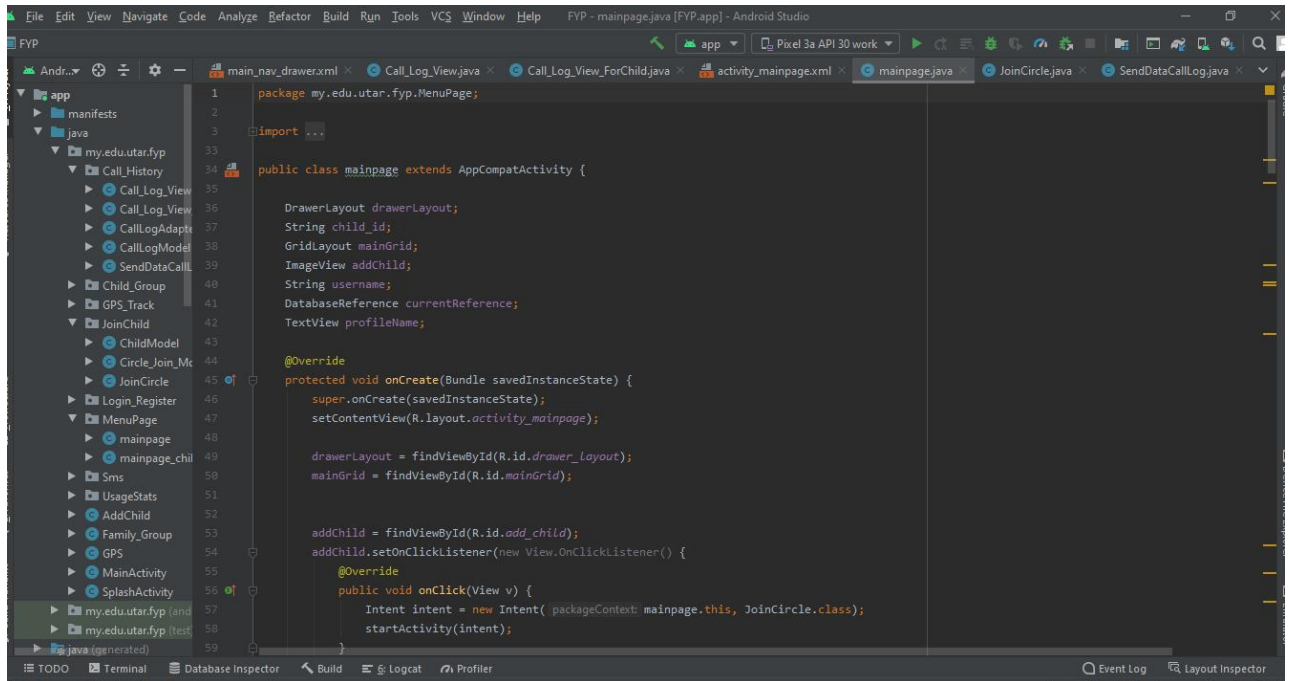 File Edit View Navigate Code Analyze Refactor Build Run Tools VCS Window Help FYP - mainpage.java [FYP.app] - Android Studio
FYP
app
Pixel 3a API 30 work
Andr...
main_nav_drawer.xml
Call_Log_View.java
Call_Log_View_ForChild.java
activity_mainpage.xml
mainpage.java
JoinCircle.java
SendDataCallLog.java
app
manifests
java
my.edu.utar.fyp
Call_History
Call_Log_View
Call_Log_View
CallLogAdapte
CallLogModel
SendDataCallL
Child_Group
GPS_Track
JoinChild
ChildModel
Circle_Join_Mc
JoinCircle
Login_Register
MenuPage
mainpage
mainpage_chil
Sms
UsageStats
AddChild
Family_Group
GPS
MainActivity
SplashActivity
my.edu.utar.fyp (and
my.edu.utar.fyp (test
java (generated)
1 package my.edu.utar.fyp.MenuPage;
2
3 import ...
33
34 public class mainpage extends AppCompatActivity {
35
36 DrawerLayout drawerLayout;
37 String child_id;
38 GridLayout mainGrid;
39 ImageView addChild;
40 String username;
41 DatabaseReference currentReference;
42 TextView profileName;
43
44 @Override
45 protected void onCreate(Bundle savedInstanceState) {
46 super.onCreate(savedInstanceState);
47 setContentView(R.layout.activity_mainpage);
48
49 drawerLayout = findViewById(R.id.drawer_layout);
50 mainGrid = findViewById(R.id.mainGrid);
51
52
53 addChild = findViewById(R.id.add_child);
54 addChild.setOnClickListener(new View.OnClickListener() {
55 @Override
56 public void onClick(View v) {
57 Intent intent = new Intent( packageContext: mainpage.this, JoinCircle.class);
58 startActivity(intent);
59 }
TODO Terminal Database Inspector Build 6: Logcat Profiler Event Log Layout Inspector